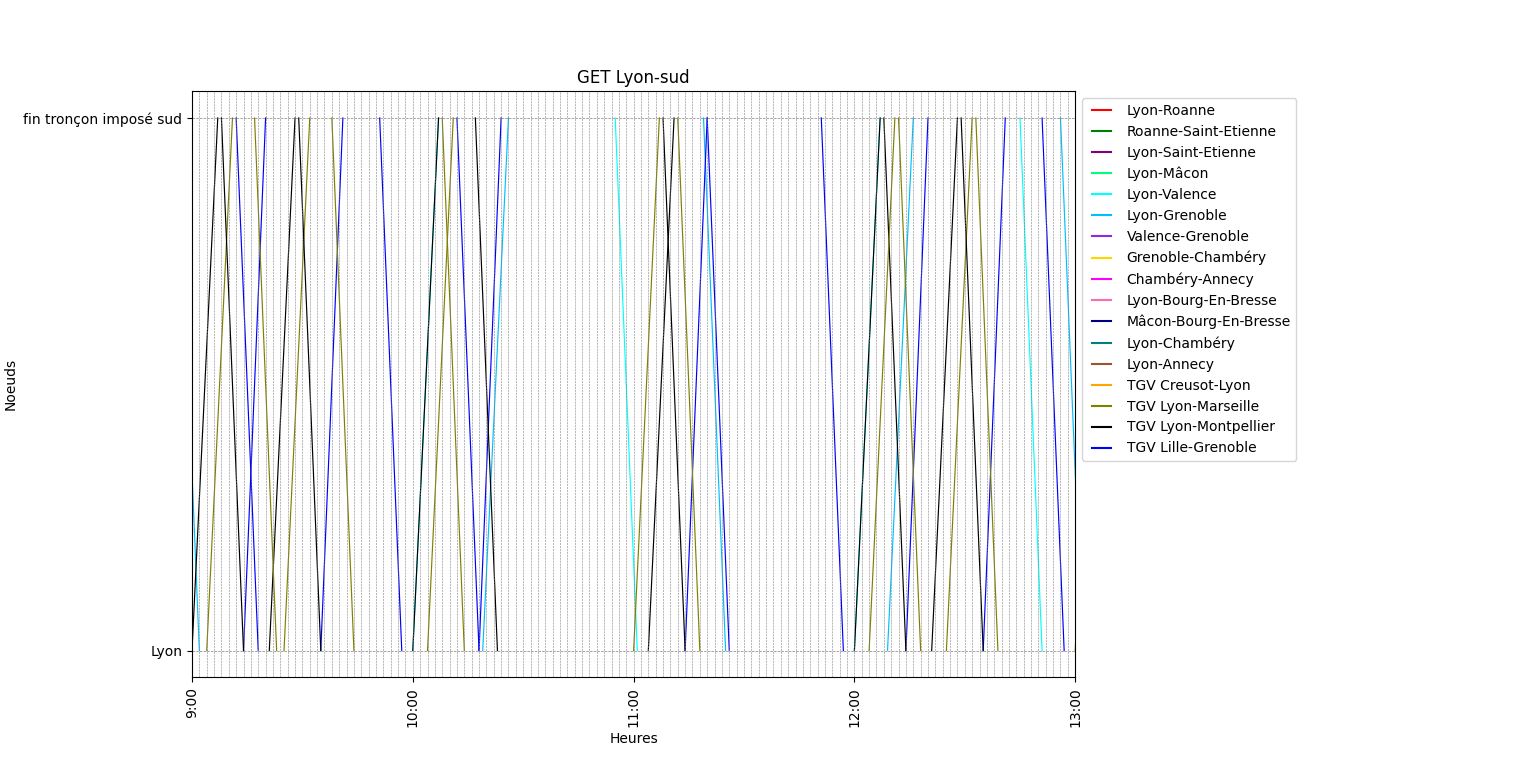 GET Lyon-sud
fin tronçon imposé sud
Lyon
Noeuds
9:00
10:00
11:00
12:00
13:00
Heures
Lyon-Roanne
Roanne-Saint-Etienne
Lyon-Saint-Etienne
Lyon-Mâcon
Lyon-Valence
Lyon-Grenoble
Valence-Grenoble
Grenoble-Chambéry
Chambéry-Annecy
Lyon-Bourg-En-Bresse
Mâcon-Bourg-En-Bresse
Lyon-Chambéry
Lyon-Annecy
TGV Creusot-Lyon
TGV Lyon-Marseille
TGV Lyon-Montpellier
TGV Lille-Grenoble